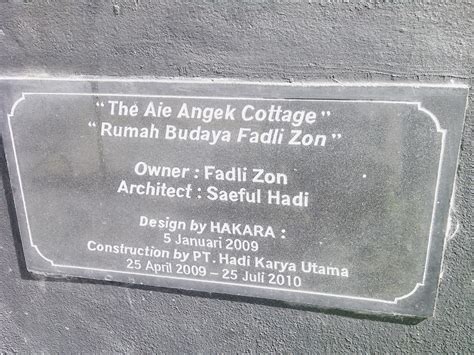 “ The Aie Angek Cottage ”
“ Rumah Budaya Fadli Zon ”
Owner : Fadli Zon
Architect : Saeful Hadi
Design by HAKARA :
5 Januari 2009
Construction by PT. Hadi Karya Utama
25 April 2009 – 25 Juli 2010